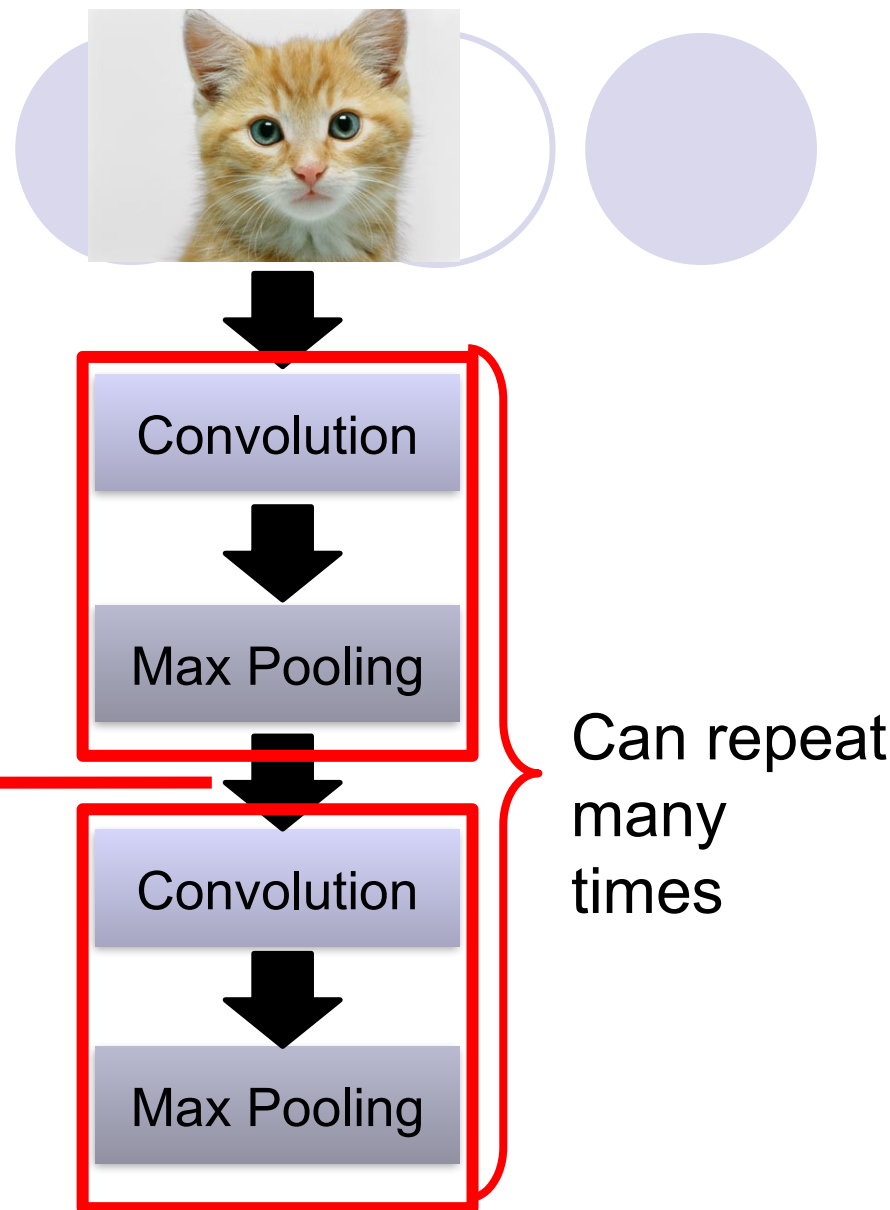 Convolution
Max Pooling
Can repeat
many
times
Convolution
Max Pooling